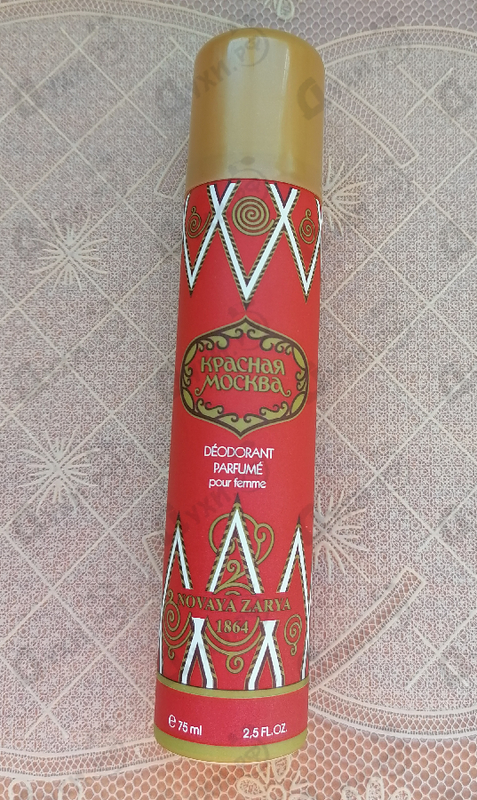 КРАСНАЯ
МОСКВА
DÉODORANT
PARFUMÉ
pour femme
NOVAYA ZARYA
1864
℮ 75 ml 2,5 FL.OZ.